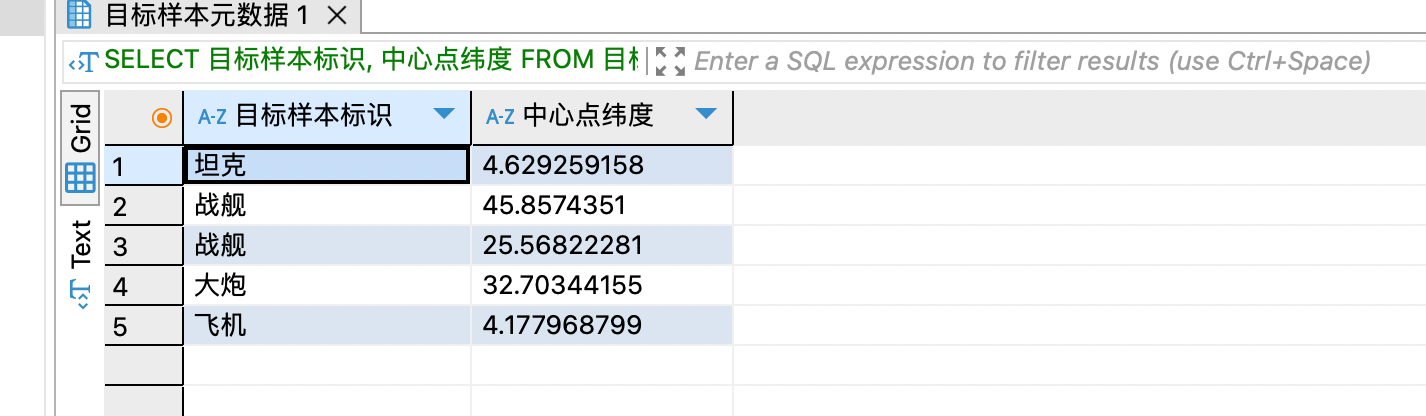 目标样本元数据 1
SELECT 目标样本标识, 中心点纬度 FROM 目 Enter a SQL expression to filter results (use Ctrl+Space)
Grid
Text
A-Z 目标样本标识 A-Z 中心点纬度
1 坦克 4.629259158
2 战舰 45.8574351
3 战舰 25.56822281
4 大炮 32.70344155
5 飞机 4.177968799